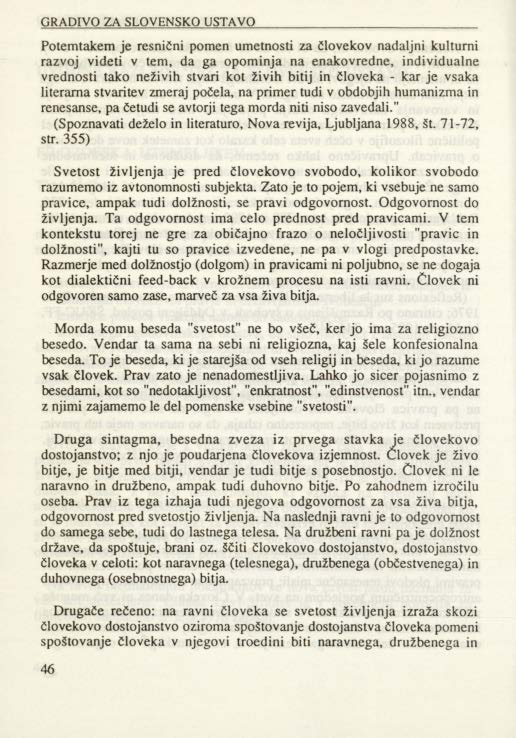 GRADIVO ZA SLOVENSKO USTAVO
Potemtakem je resnični pomen umetnosti za človekov nadaljni kulturni
razvoj videti v tem, da ga opominja na enakovredne, individualne
vrednosti tako neživih stvari kot živih bitij in človeka - kar je vsaka
literarna stvaritev zmeraj počela, na primer tudi v obdobjih humanizma in
renesanse, pa četudi se avtorji tega morda niti niso zavedali."
(Spoznavati deželo in literaturo, Nova revija, Ljubljana 1988, št. 71-72,
str. 355)
Svetost življenja je pred človekovo svobodo, kolikor svobodo
razumemo iz avtonomnosti subjekta. Zato je to pojem, ki vsebuje ne samo
pravice, ampak tudi dolžnosti, se pravi odgovornost. Odgovornost do
življenja. Ta odgovornost ima celo prednost pred pravicami. V tem
kontekstu torej ne gre za običajno frazo o neločljivosti "pravic in
dolžnosti", kajti tu so pravice izvedene, ne pa v vlogi predpostavke.
Razmerje med dolžnostjo (dolgom) in pravicami ni poljubno, se ne dogaja
kot dialektični feed-back v krožnem procesu na isti ravni. Človek ni
odgovoren samo zase, marveč za vsa živa bitja.
Morda komu beseda "svetost" ne bo všeč, ker jo ima za religiozno
besedo. Vendar ta sama na sebi ni religiozna, kaj šele konfesionalna
beseda. To je beseda, ki je starejša od vseh religij in beseda, ki jo razume
vsak človek. Prav zato je nenadomestljiva. Lahko jo sicer pojasnimo z
besedami, kot so "nedotakljivost", "enkratnost", "edinstvenost" itn., vendar
z njimi zajamemo le del pomenske vsebine "svetosti".
Druga sintagma, besedna zveza iz prvega stavka je človekovo
dostojanstvo; z njo je poudarjena človekova izjemnost. Človek je živo
bitje, je bitje med bitji, vendar je tudi bitje s posebnostjo. Človek ni le
naravno in družbeno, ampak tudi duhovno bitje. Po zahodnem izročilu
oseba. Prav iz tega izhaja tudi njegova odgovornost za vsa živa bitja,
odgovornost pred svetostjo življenja. Na naslednji ravni je to odgovornost
do samega sebe, tudi do lastnega telesa. Na družbeni ravni pa je dolžnost
države, da spoštuje, brani oz. ščiti človekovo dostojanstvo, dostojanstvo
človeka v celoti: kot naravnega (telesnega), družbenega (občestvenega) in
duhovnega (osebnostnega) bitja.
Drugače rečeno: na ravni človeka se svetost življenja izraža skozi
človekovo dostojanstvo oziroma spoštovanje dostojanstva človeka pomeni
spoštovanje človeka v njegovi troedini biti naravnega, družbenega in
46